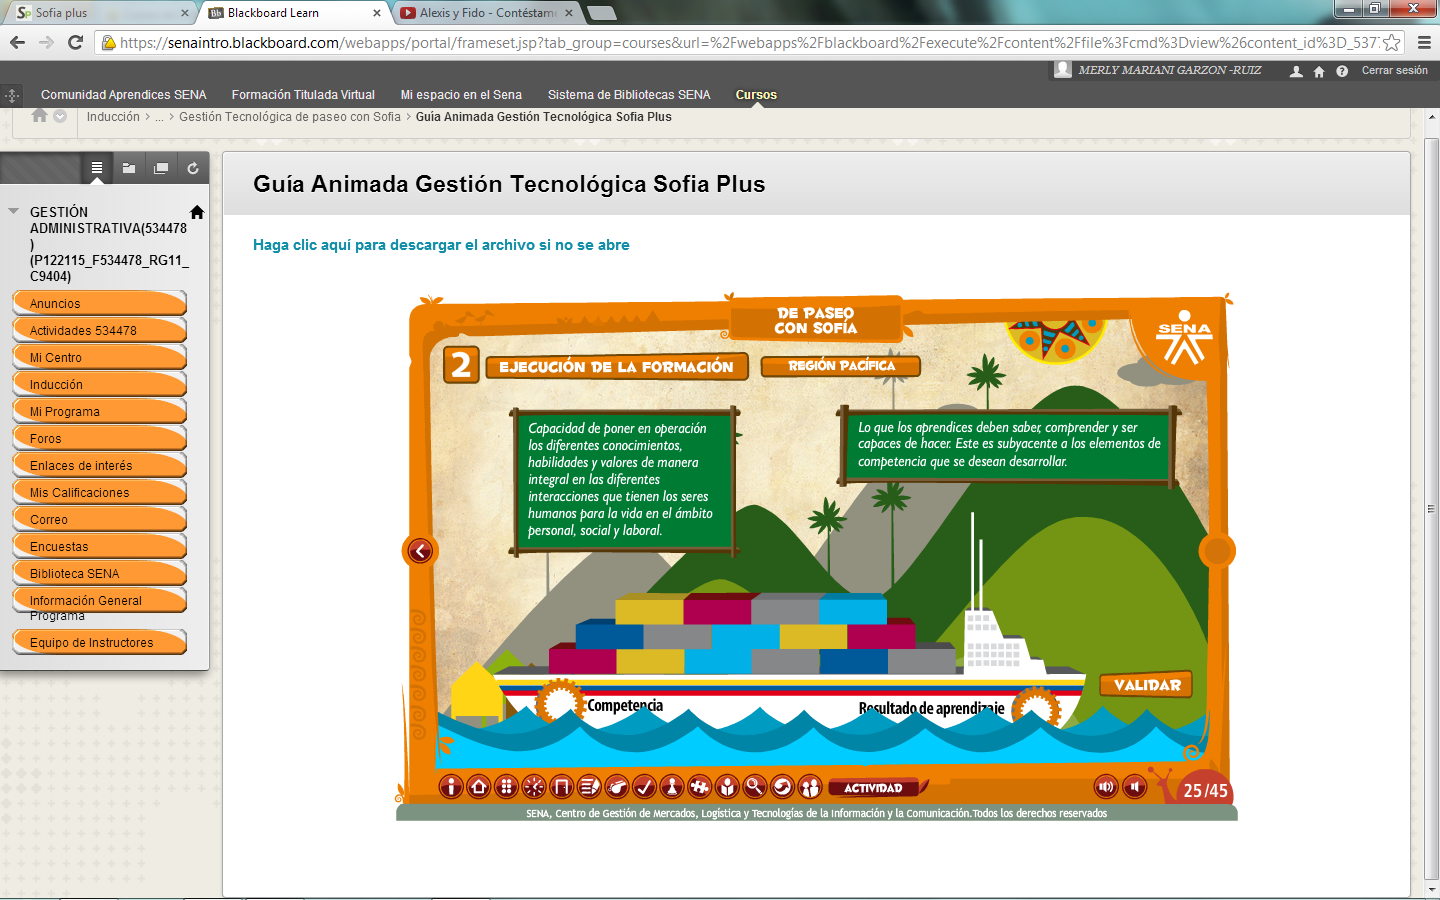 Sofia plus
Blackboard Learn
Alexis y Fido - Contéstame
https://senaintro.blackboard.com/webapps/portal/frameset.jsp?tab_group=courses&url=%2Fwebapps%2Fblackboard%2Fexecute%2Fcontent%2Ffile%3Fcmd%3Dview%26content_id%3D_537
MERLY MARIANI GARZON -RUIZ
Cerrar sesión
Comunidad Aprendices SENA
Formación Titulada Virtual
Mi espacio en el Sena
Sistema de Bibliotecas SENA
Cursos
Inducción > ... > Gestión Tecnológica de paseo con Sofia > Guía Animada Gestión Tecnológica Sofia Plus
GESTIÓN
ADMINISTRATIVA(534478
)
(P122115_F534478_RG11_
C9404)
Anuncios
Actividades 534478
Mi Centro
Inducción
Mi Programa
Foros
Enlaces de interés
Mis Calificaciones
Correo
Encuestas
Biblioteca SENA
Información General
Programa
Equipo de Instructores
Guía Animada Gestión Tecnológica Sofia Plus
Haga clic aquí para descargar el archivo si no se abre
DE PASEO
CON SOFÍA
SENA
2
EJECUCIÓN DE LA FORMACIÓN
REGIÓN PACÍFICA
Capacidad de poner en operación
los diferentes conocimientos,
habilidades y valores de manera
integral en las diferentes
interacciones que tienen los seres
humanos para la vida en el ámbito
personal, social y laboral.
Lo que los aprendices deben saber, comprender y ser
capaces de hacer. Este es subyacente a los elementos de
competencia que se desean desarrollar.
VALIDAR
Competencia
Resultado de aprendizaje
ACTIVIDAD
25/45
SENA, Centro de Gestión de Mercados, Logística y Tecnologías de la Información y la Comunicación.Todos los derechos reservados